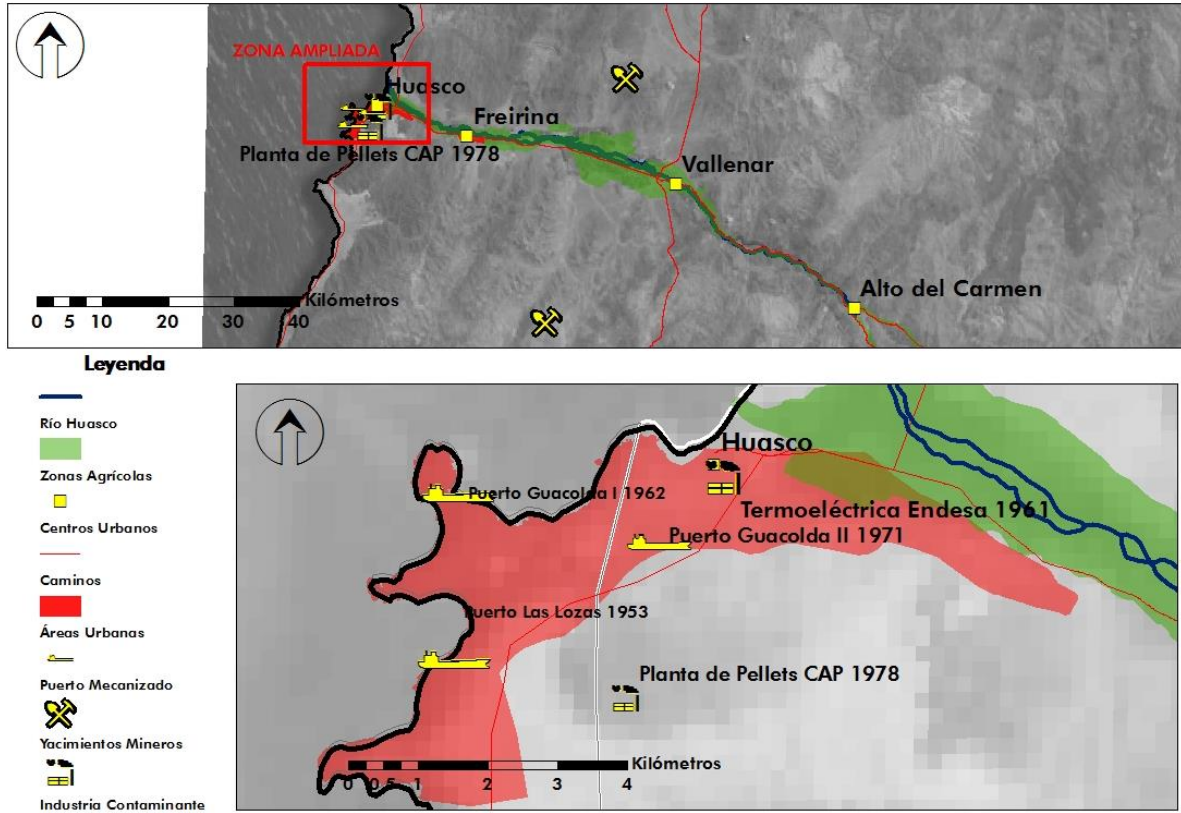 ZONA AMPLIADA
Huasco
Freirina
Planta de Pellets CAP 1978
Vallenar
Alto del Carmen
Kilómetros
0 5 10 20 30 40
Leyenda
Río Huasco
Zonas Agrícolas
Centros Urbanos
Caminos
Áreas Urbanas
Puerto Mecanizado
Yacimientos Mineros
Industria Contaminante
Huasco
Puerto Guacolda I 1962
Termoeléctrica Endesa 1961
Puerto Guacolda II 1971
Puerto Las Lozas 1953
Planta de Pellets CAP 1978
Kilómetros
0 0,5 1 2 3 4